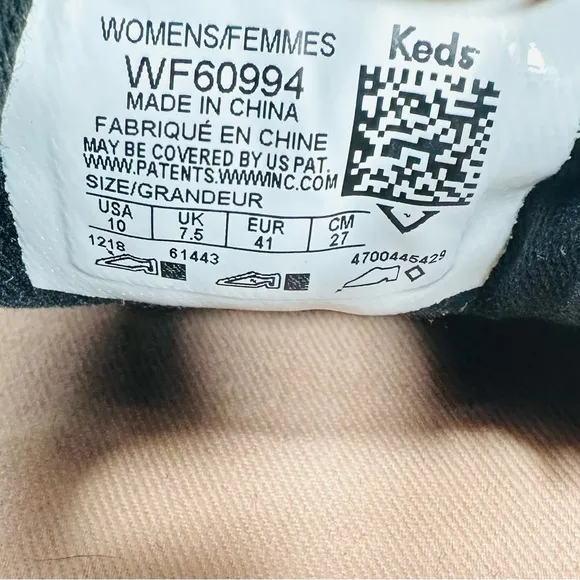 WOMENS/FEMMES
Keds
WF60994
MADE IN CHINA
FABRIQUÉ EN CHINE
MAY BE COVERED BY US PAT.
WWW.PATENTS.WWWINC.COM
SIZE/GRANDEUR
USA UK EUR CM
10 7.5 41 27
1218 61443 4700445429